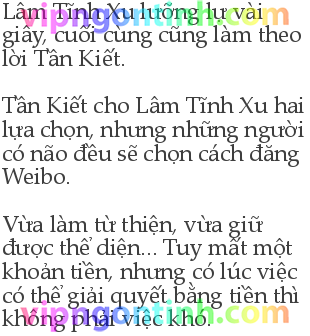 Lâm Tĩnh Xu lưỡng lự vài
giây, cuối cùng cũng làm theo
lời Tần Kiết.
Tần Kiết cho Lâm Tĩnh Xu hai
lựa chọn, nhưng những người
có não đều sẽ chọn cách đăng
Weibo.
Vừa làm từ thiện, vừa giữ
được thể diện... Tuy mất một
khoản tiền, nhưng có lúc việc
có thể giải quyết bằng tiền thì
không phải việc khó.
vipngontinh.com
vipngontinh.com